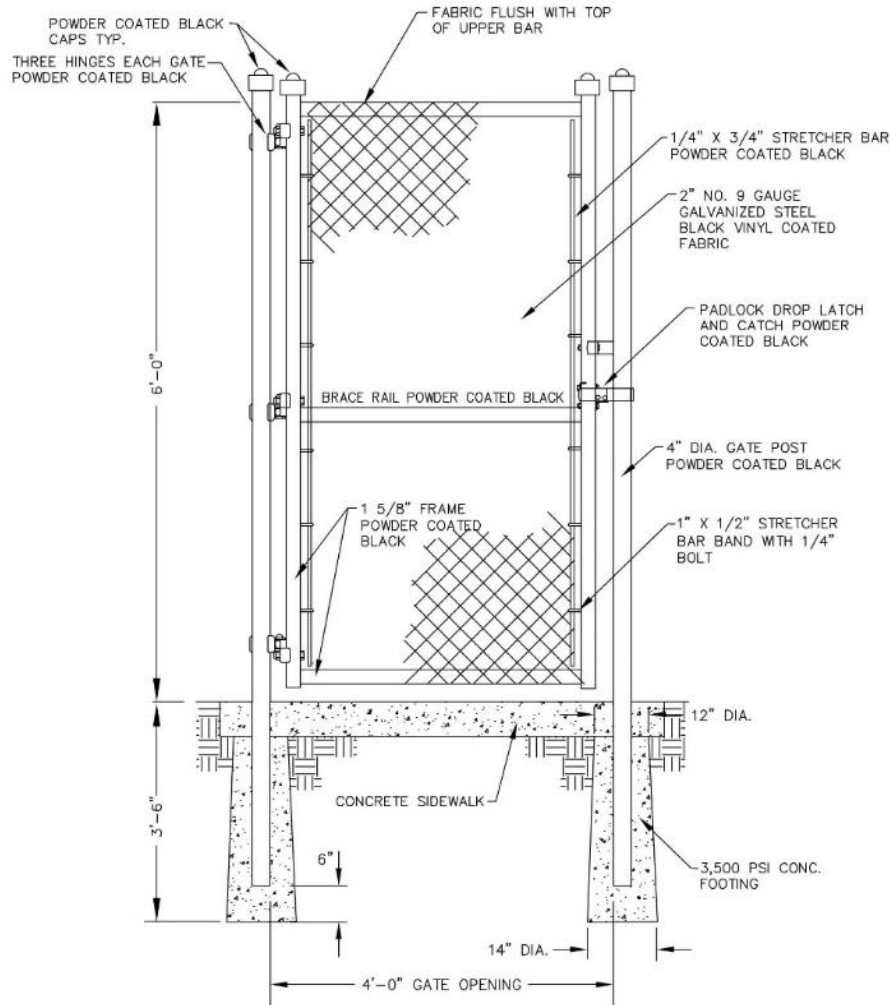 POWDER COATED BLACK
CAPS TYP.
FABRIC FLUSH WITH TOP
OF UPPER BAR
THREE HINGES EACH GATE
POWDER COATED BLACK
1/4" X 3/4" STRETCHER BAR
POWDER COATED BLACK
2" NO. 9 GAUGE
GALVANIZED STEEL
BLACK VINYL COATED
FABRIC
PADLOCK DROP LATCH
AND CATCH POWDER
COATED BLACK
6'-0"
BRACE RAIL POWDER COATED BLACK
4" DIA. GATE POST
POWDER COATED BLACK
1 5/8" FRAME
POWDER COATED
BLACK
1" X 1/2" STRETCHER
BAR BAND WITH 1/4"
BOLT
12" DIA.
CONCRETE SIDEWALK
3'-6"
6"
3,500 PSI CONC.
FOOTING
14" DIA.
4'-0" GATE OPENING